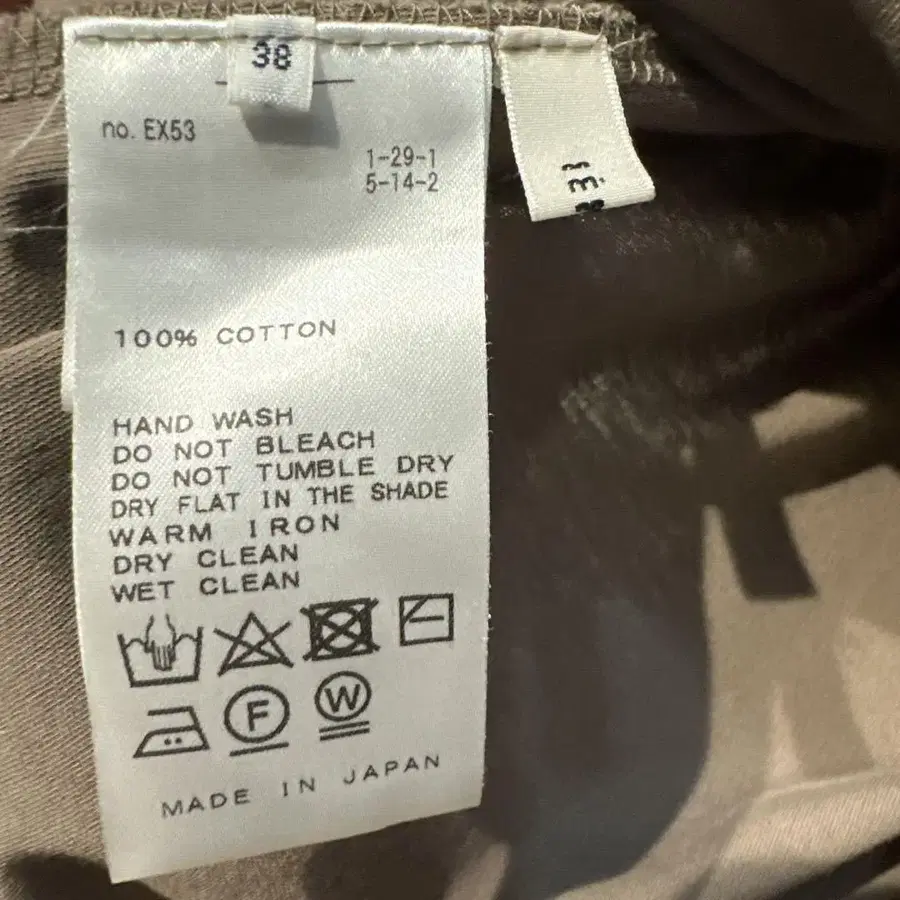 38
no. EX53
1-29-1
5-14-2
100% COTTON
HAND WASH
DO NOT BLEACH
DO NOT TUMBLE DRY
DRY FLAT IN THE SHADE
WARM IRON
DRY CLEAN
WET CLEAN
F
W
MADE IN JAPAN